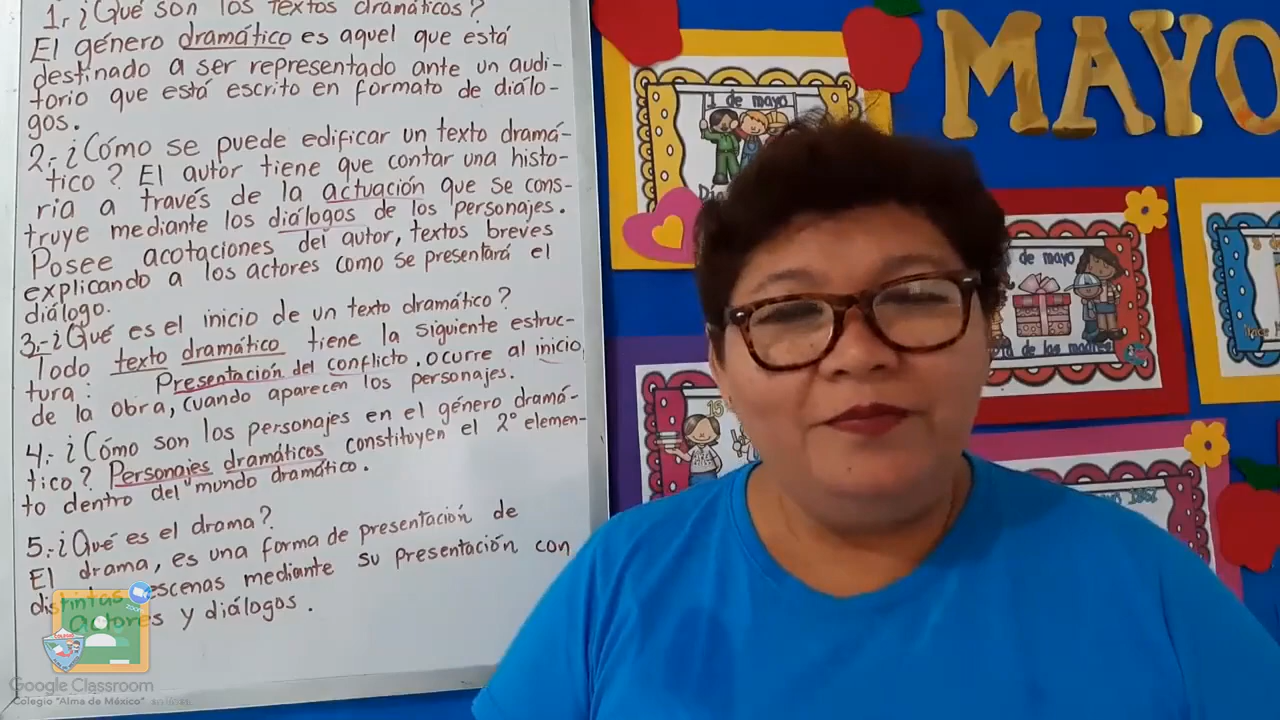 1.- ¿Qué son los textos dramáticos?
El género dramático es aquel que está
destinado a ser representado ante un audi-
torio que está escrito en formato de diálo-
gos.
2.- ¿Cómo se puede edificar un texto dramá-
tico? El autor tiene que contar una histo-
ria a través de la actuación que se cons-
truye mediante los diálogos de los personajes.
Posee acotaciones del autor, textos breves
explicando a los actores como se presentará el
diálogo.
3.- ¿Qué es el inicio de un texto dramático?
Todo texto dramático tiene la siguiente estruc-
tura: Presentación del conflicto, ocurre al inicio
de la obra, cuando aparecen los personajes.
4.- ¿Cómo son los personajes en el género dramá-
tico? Personajes dramáticos constituyen el 2° elemen-
to dentro del "mundo dramático.
5.- ¿Qué es el drama?
El drama, es una forma de presentación de
distintas escenas mediante su presentación con
actores y diálogos.
zoom
Google Classroom
Colegio "Alma de México"
MAYO
1 de mayo
de mayo
de las madres
15